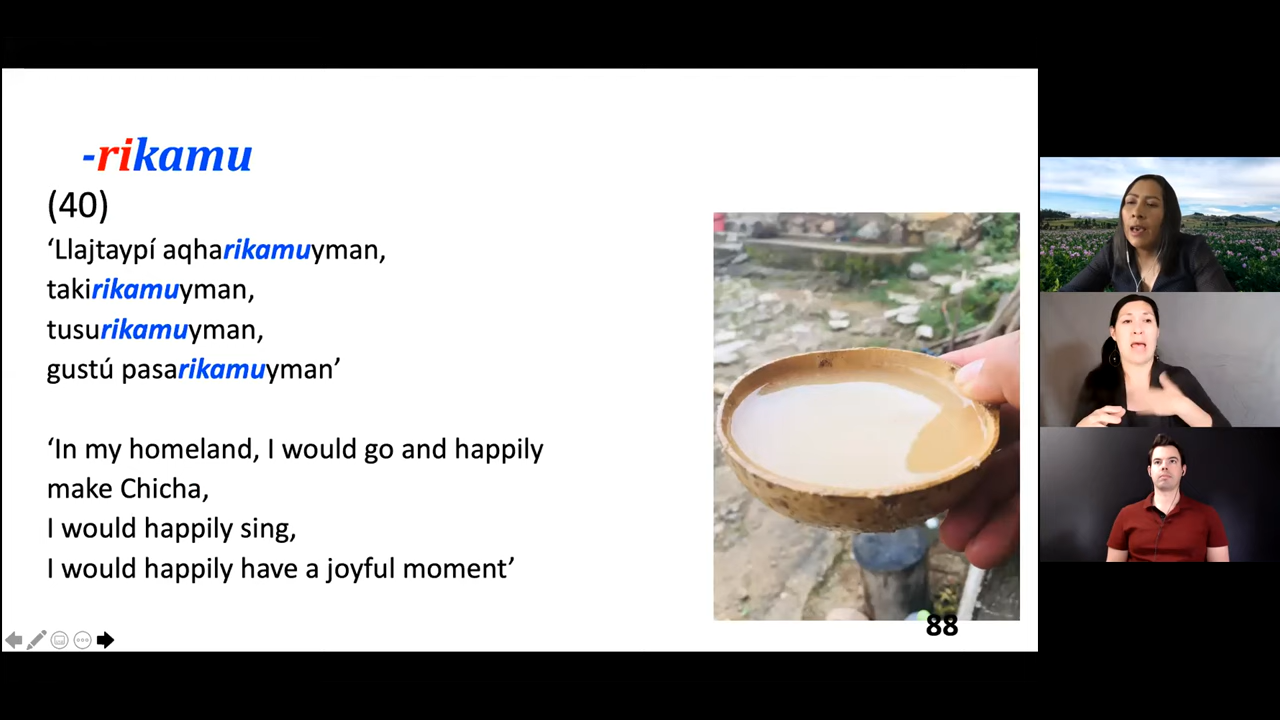 -rikamu
(40)
‘Llajtaypí aqharikamuyman,
takirikamuyman,
tusurikamuyman,
gustú pasarikamuyman’
‘In my homeland, I would go and happily
make Chicha,
I would happily sing,
I would happily have a joyful moment’
88